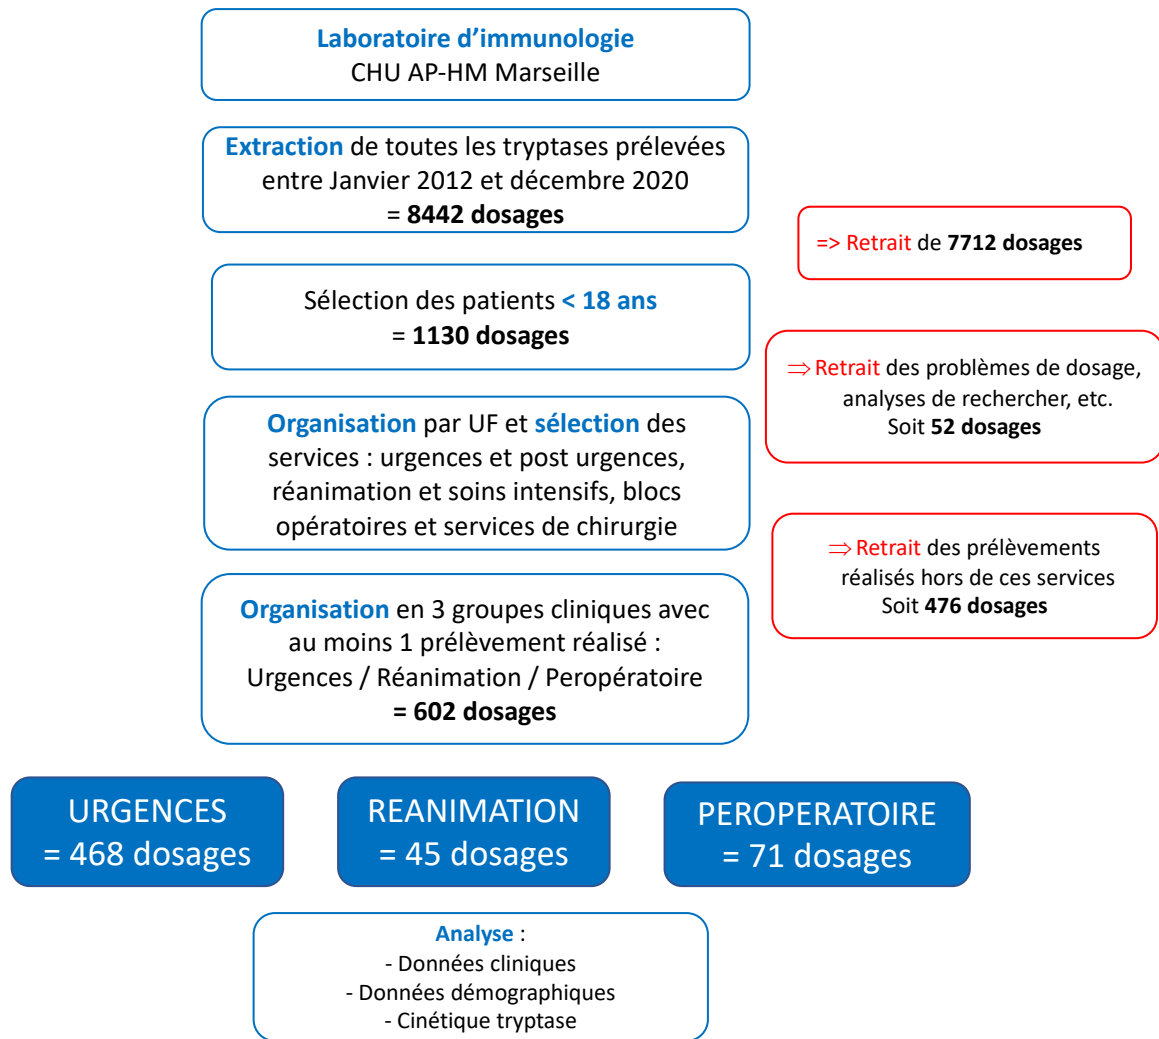 Laboratoire d'immunologie
CHU AP-HM Marseille
Extraction de toutes les tryptases prélevées
entre Janvier 2012 et décembre 2020
= 8442 dosages
=> Retrait de 7712 dosages
Sélection des patients < 18 ans
= 1130 dosages
⇒ Retrait des problèmes de dosage,
analyses de rechercher, etc.
Soit 52 dosages
Organisation par UF et sélection des
services : urgences et post urgences,
réanimation et soins intensifs, blocs
opératoires et services de chirurgie
⇒ Retrait des prélèvements
réalisés hors de ces services
Soit 476 dosages
Organisation en 3 groupes cliniques avec
au moins 1 prélèvement réalisé :
Urgences / Réanimation / Peropératoire
= 602 dosages
URGENCES
= 468 dosages
REANIMATION
= 45 dosages
PEROPERATOIRE
= 71 dosages
Analyse :
- Données cliniques
- Données démographiques
- Cinétique tryptase